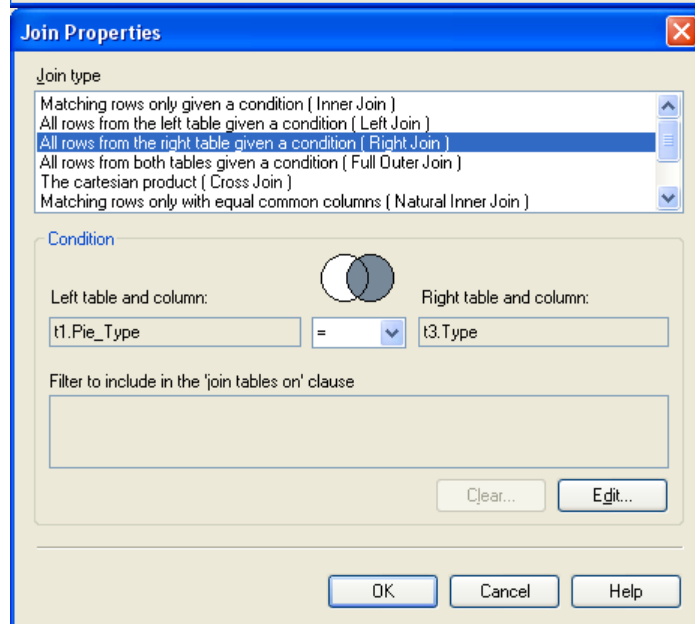 Join Properties
Join type
Matching rows only given a condition ( Inner Join )
All rows from the left table given a condition ( Left Join )
All rows from the right table given a condition ( Right Join )
All rows from both tables given a condition ( Full Outer Join )
The cartesian product ( Cross Join )
Matching rows only with equal common columns ( Natural Inner Join )
Condition
Left table and column: Right table and column:
t1.Pie_Type = t3.Type
Filter to include in the 'join tables on' clause
Clear... Edit...
OK Cancel Help